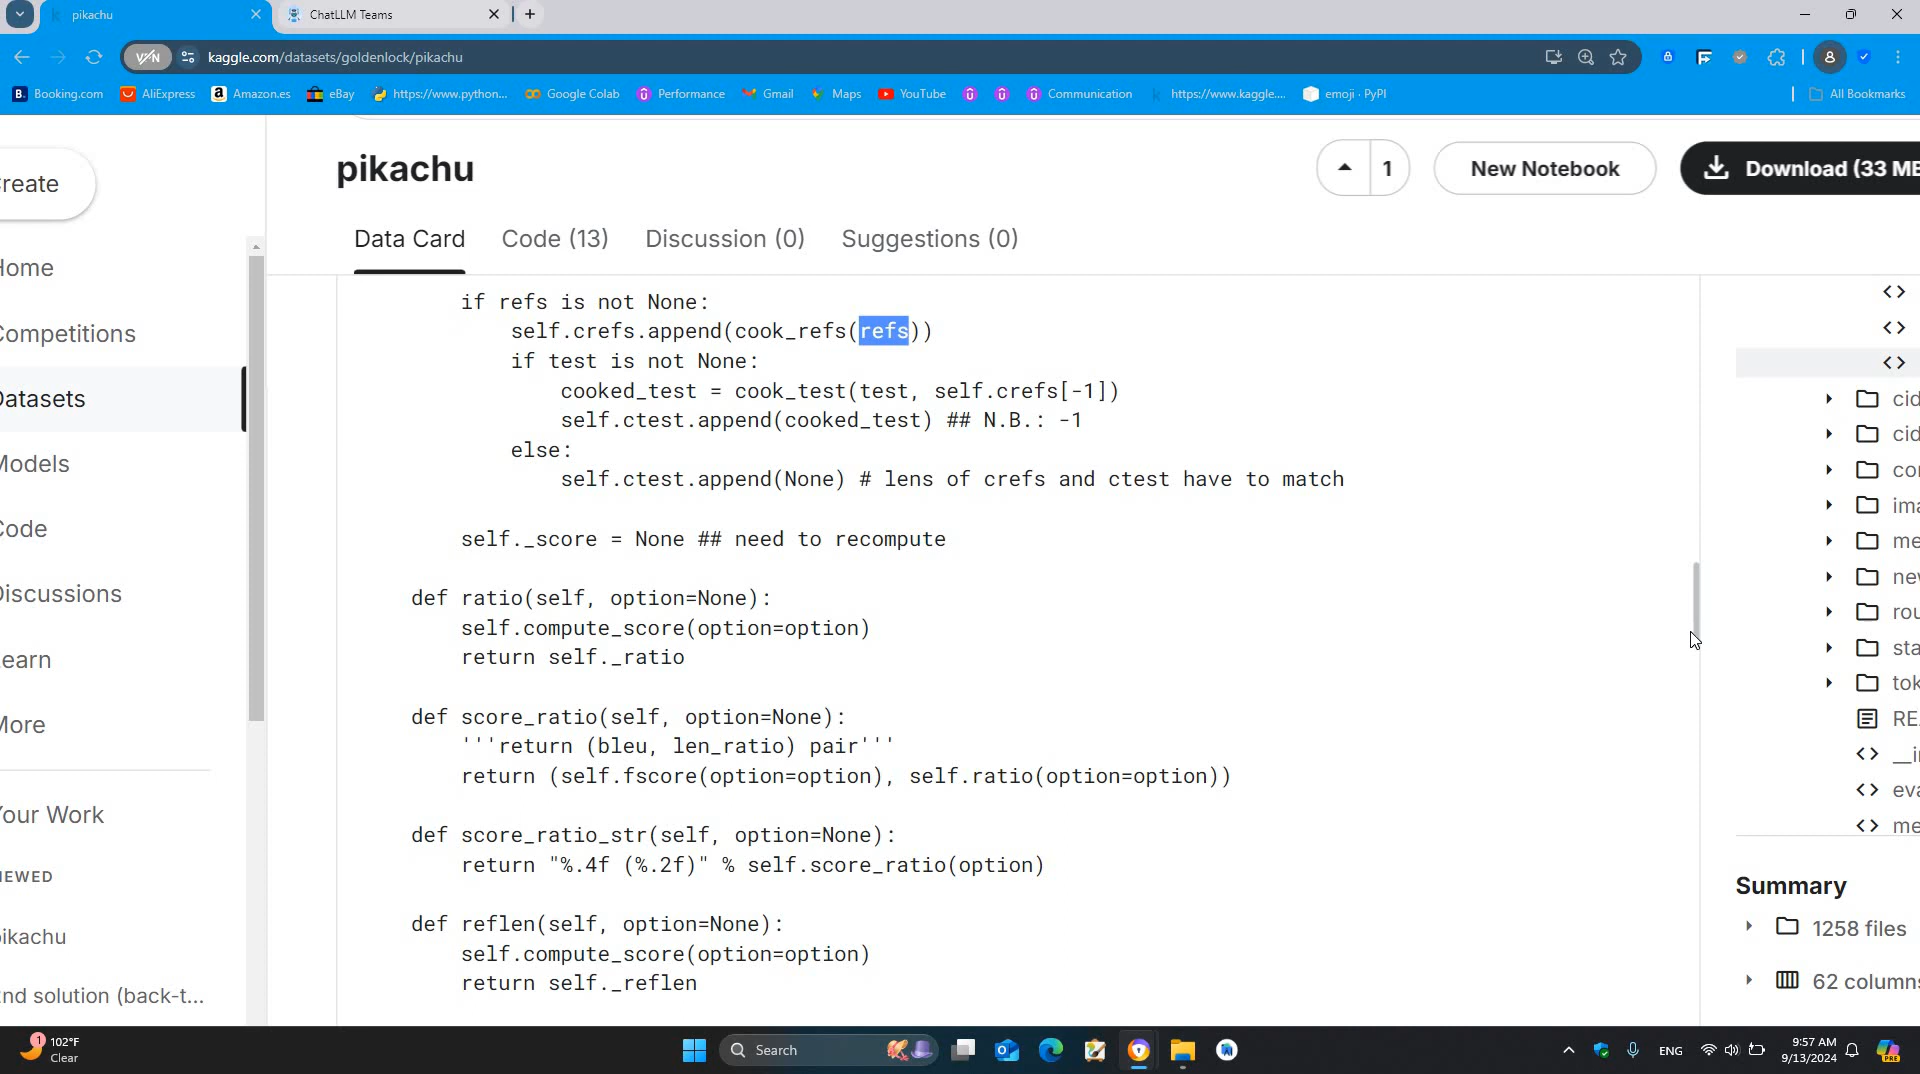 pikachu
ChatLLM Teams
VPN
kaggle.com/datasets/goldenlock/pikachu
8
B. Booking.com
AliExpress
a Amazon.es
eBay
https://www.python...
Google Colab
Performance
Gmail
Maps
YouTube
Communication
https://www.kaggle....
emoji · PyPI
All Bookmarks
reate
Home
Competitions
Datasets
Models
Code
Discussions
earn
More
Your Work
IEWED
ikachu
nd solution (back-t...
pikachu
1
New Notebook
Download (33 ME
Data Card
Code (13)
Discussion (0)
Suggestions (0)
if refs is not None:
self.crefs.append(cook_refs(refs))
if test is not None:
cooked_test = cook_test(test, self.crefs[-1])
self.ctest.append(cooked_test) ## N.B.: -1
else:
self.ctest.append(None) # lens of crefs and ctest have to match
self._score = None ## need to recompute
def ratio(self, option=None):
self.compute_score(option=option)
return self._ratio
def score_ratio(self, option=None):
'''return (bleu, len_ratio) pair'''
return (self.fscore(option=option), self.ratio(option=option))
def score_ratio_str(self, option=None):
return "%.4f (%.2f)" % self.score_ratio(option)
def reflen(self, option=None):
self.compute_score(option=option)
return self._reflen
<>
<>
<>
cid
cid
cor
ima
me
nev
rou
sta
tok
RE
<> __i
<> eva
<> me
Summary
1258 files
62 columns
1
102°F
Clear
Search
ENG
9:57 AM
9/13/2024
PRE